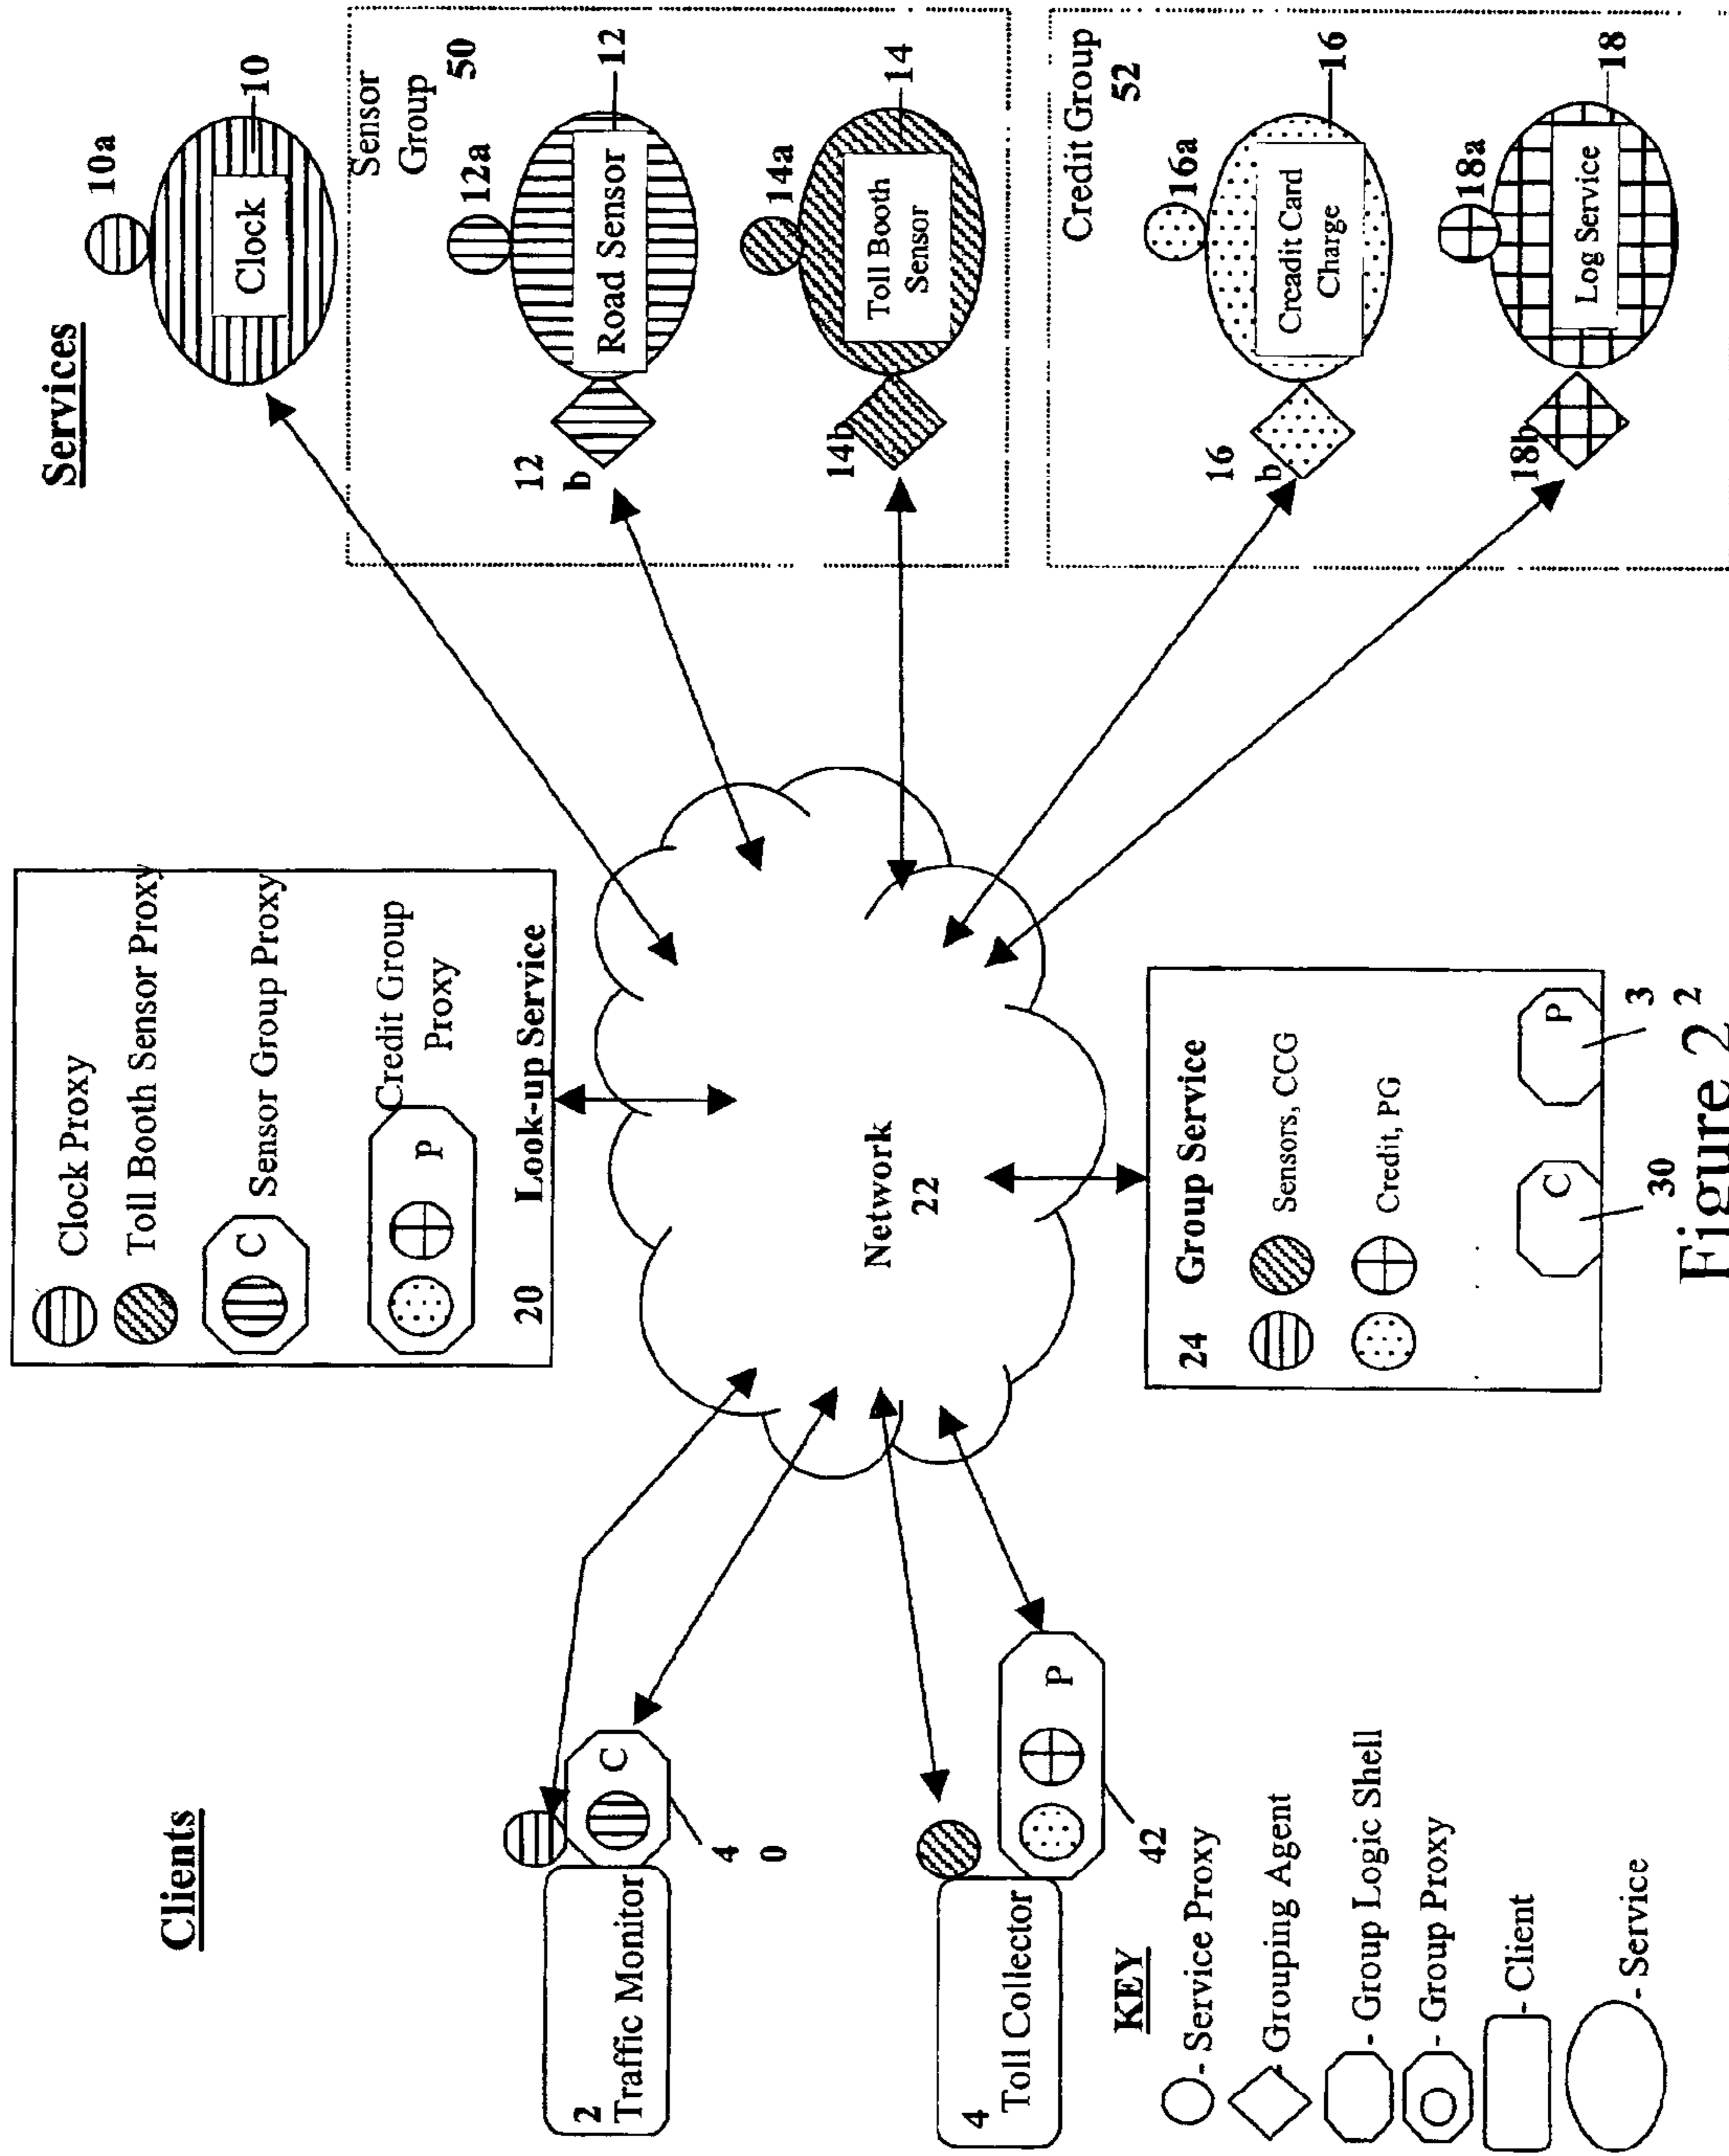 Clients
Services
2
Traffic Monitor
C
4
0
4
Toll Collector
P
42
KEY
- Service Proxy
- Grouping Agent
- Group Logic Shell
- Group Proxy
- Client
- Service
Clock Proxy
Toll Booth Sensor Proxy
C
Sensor Group Proxy
P
Credit Group
Proxy
20
Look-up Service
Network
22
24
Group Service
Sensors, CCG
Credit, PG
C
P
30
3
2
10a
Clock
10
Sensor
Group
50
12a
Road Sensor
12
12
b
14a
Toll Booth
Sensor
14
14b
Credit Group
52
16a
Creadit Card
Charge
16
16
b
18a
Log Service
18
18b
Figure 2